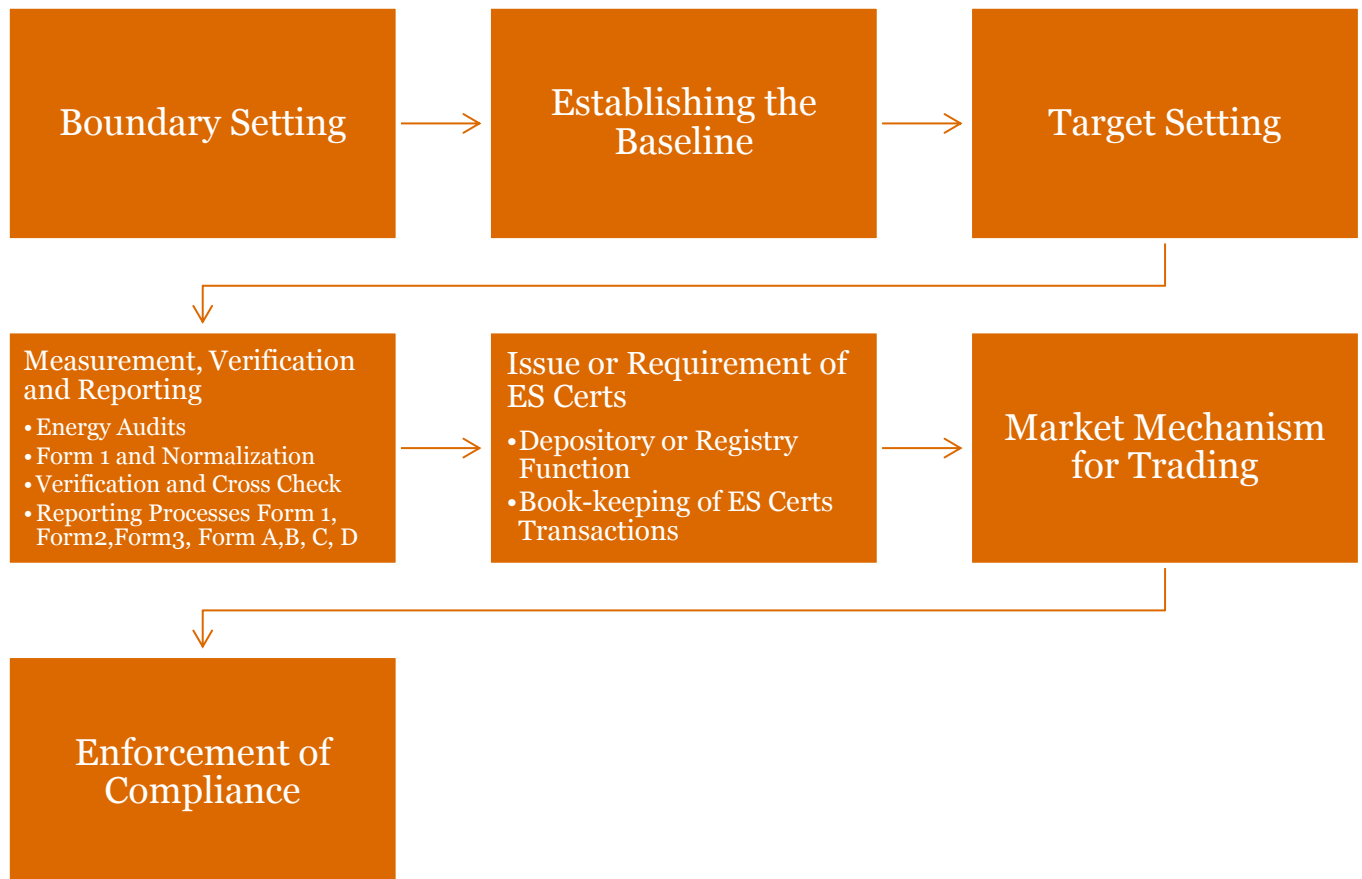 Boundary Setting
Establishing the
Baseline
Target Setting
Measurement, Verification
and Reporting
•Energy Audits
•Form 1 and Normalization
•Verification and Cross Check
•Reporting Processes Form 1,
Form2,Form3, Form A,B, C, D
Issue or Requirement of
ES Certs
•Depository or Registry
Function
•Book-keeping of ES Certs
Transactions
Market Mechanism
for Trading
Enforcement of
Compliance